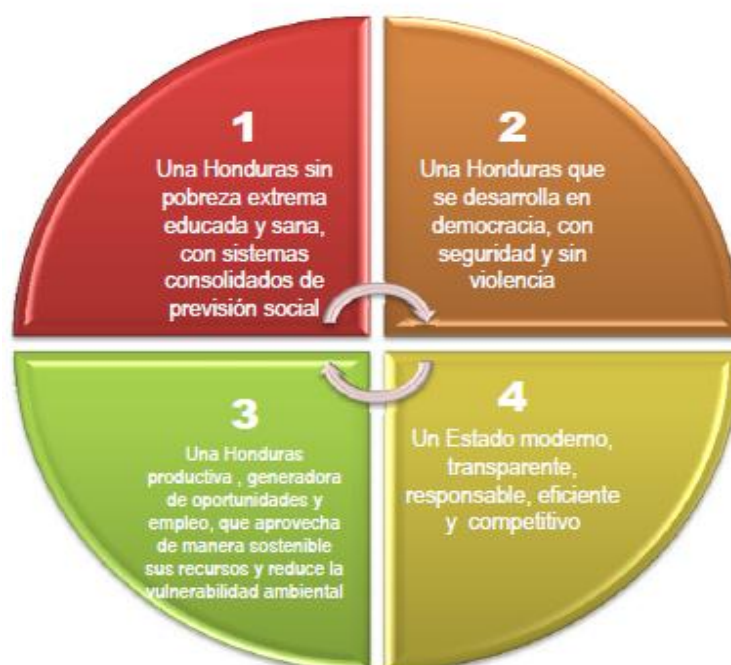 1
Una Honduras sin
pobreza extrema
educada y sana,
con sistemas
consolidados de
previsión social
2
Una Honduras que
se desarrolla en
democracia, con
seguridad y sin
violencia
3
Una Honduras
productiva , generadora
de oportunidades y
empleo, que aprovecha
de manera sostenible
sus recursos y reduce la
vulnerabilidad ambiental
4
Un Estado moderno,
transparente,
responsable, eficiente
y competitivo